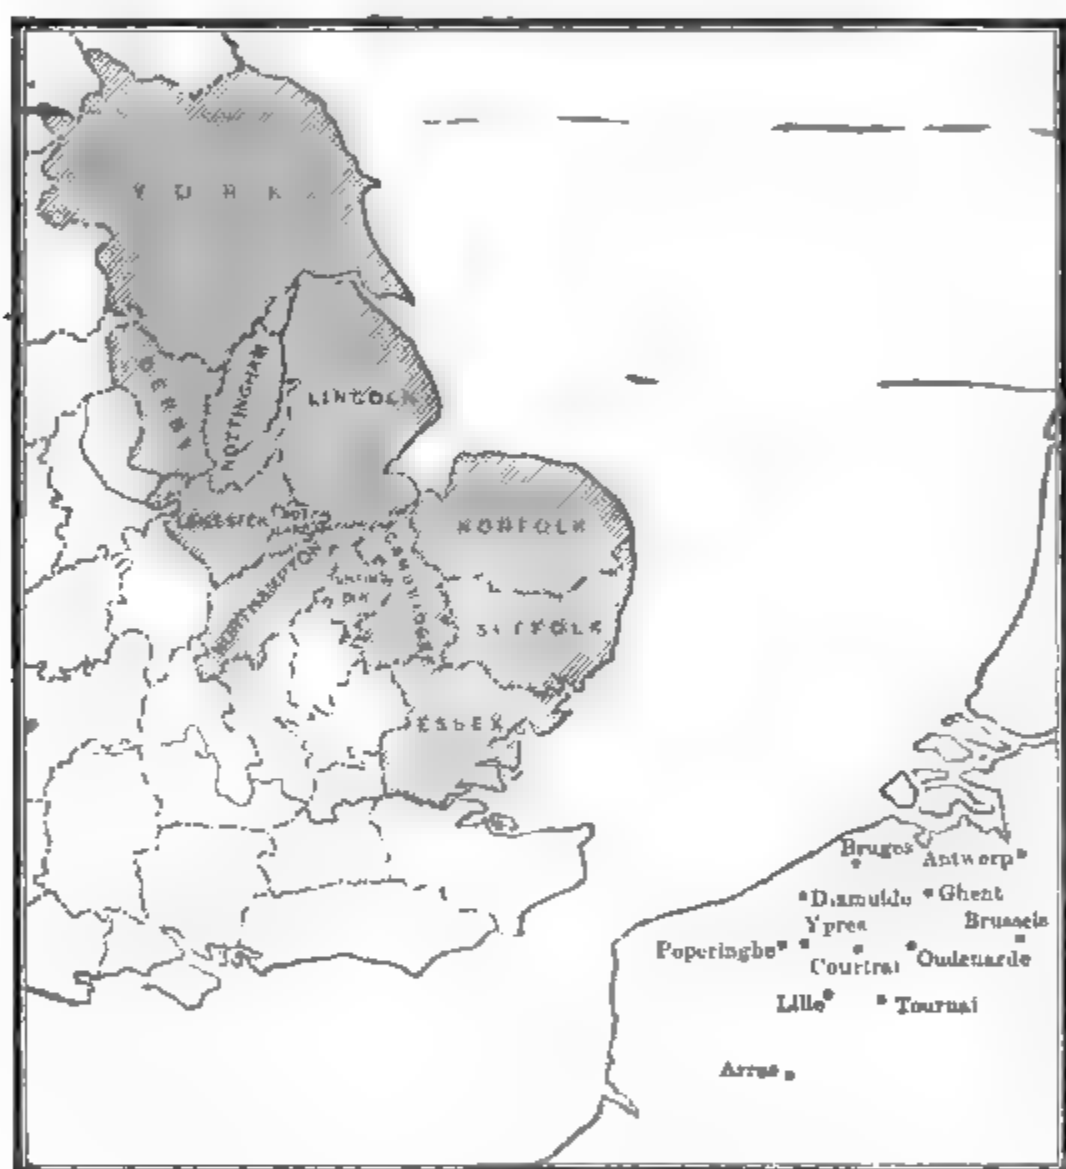 YORK
DERBY
NOTTINGHAM
LINCOLN
LEICESTER
NORFOLK
NORTHAMPTON
CAMBRIDGE
SUFFOLK
ESSEX
Bruges
Antwerp
Dixmuide
Ghent
Ypres
Brussels
Poperinghe
Courtrai
Oudenarde
Lille
Tournai
Arras